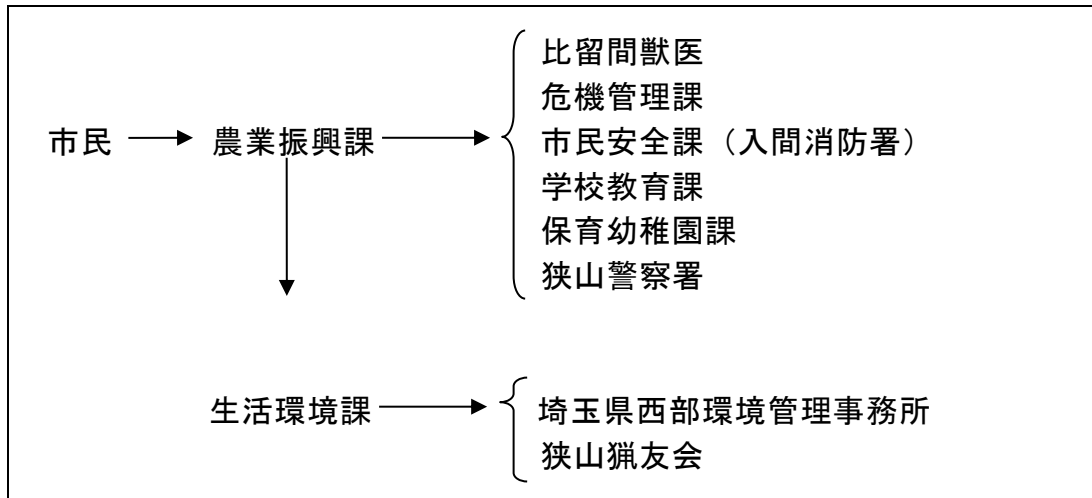 比留間獣医
危機管理課
市民 農業振興課 市民安全課（入間消防署）
学校教育課
保育幼稚園課
狭山警察署
生活環境課 埼玉県西部環境管理事務所
狭山猟友会